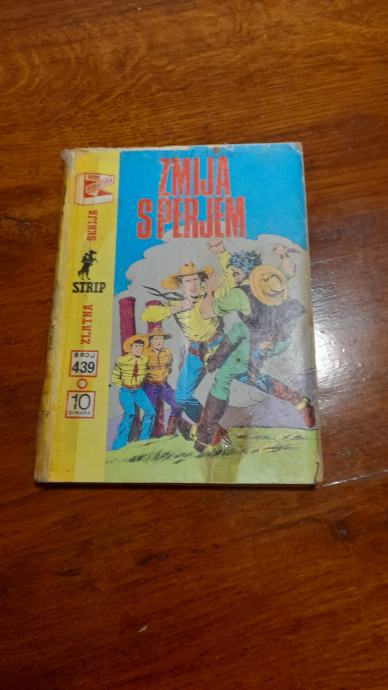 ZMIJA
S PERJEM
ZLATNA
SERIJA
STRIP
BROJ
439
10
DINARA